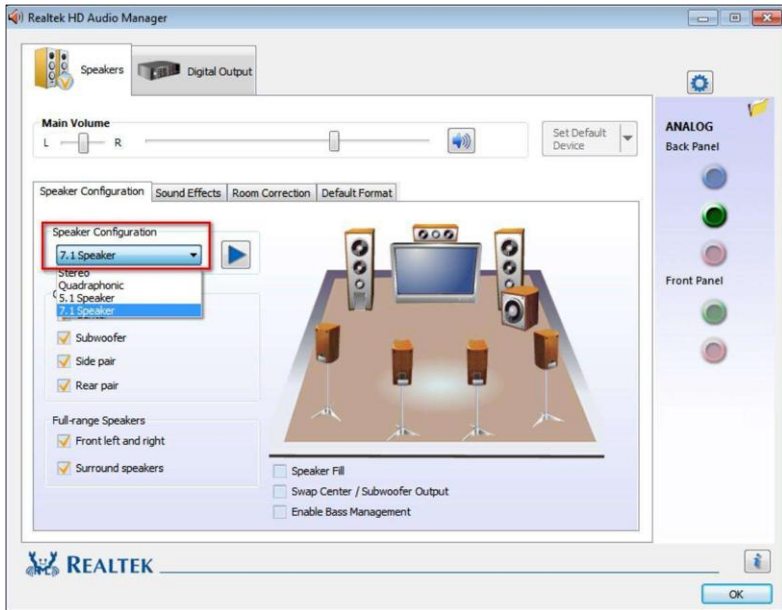 Realtek HD Audio Manager
Speakers
Digital Output
Main Volume
L R
Set Default
Device
ANALOG
Back Panel
Speaker Configuration Sound Effects Room Correction Default Format
Speaker Configuration
7.1 Speaker
Stereo
Quadraphonic
5.1 Speaker
7.1 Speaker
Front Panel
Subwoofer
Side pair
Rear pair
Full-range Speakers
Front left and right
Surround speakers
Speaker Fill
Swap Center / Subwoofer Output
Enable Bass Management
REALTEK
i
OK